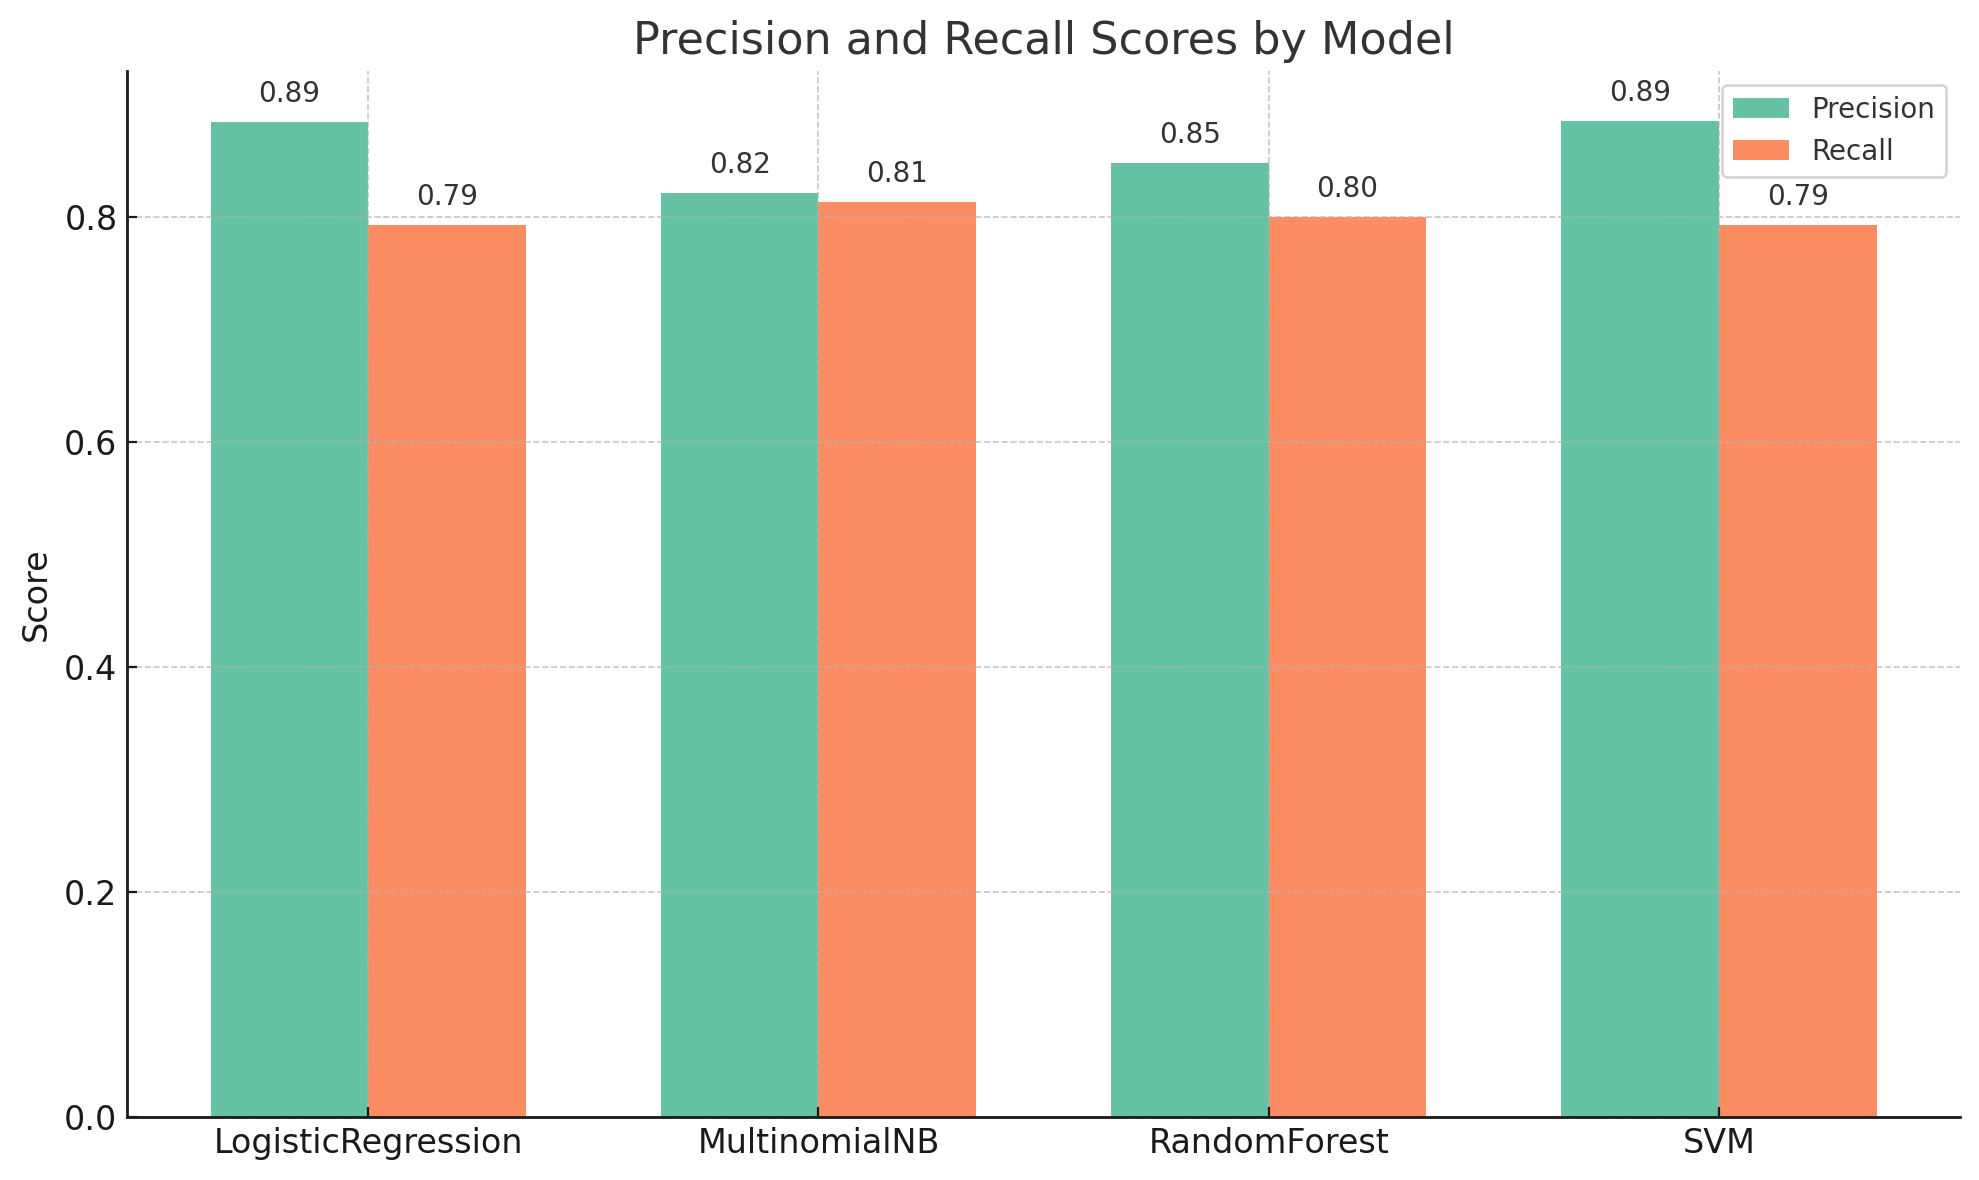 Precision and Recall Scores by Model
0.89
0.79
0.82
0.81
0.85
0.80
0.89
0.79
Precision
Recall
Score
0.8
0.6
0.4
0.2
0.0
LogisticRegression
MultinomialNB
RandomForest
SVM